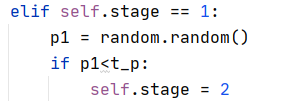 elif self.stage == 1:
    p1 = random.random()
    if p1<t_p:
        self.stage = 2